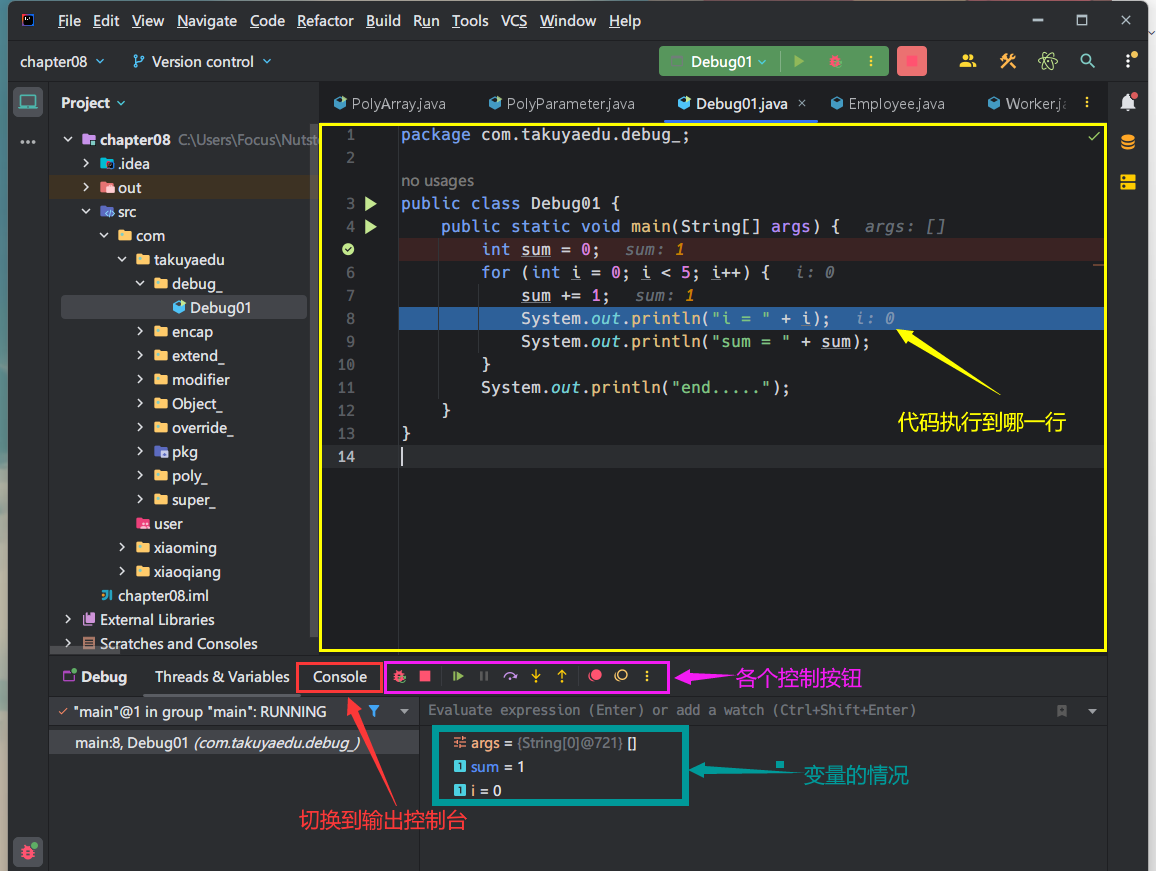 File Edit View Navigate Code Refactor Build Run Tools VCS Window Help
chapter08 Version control Debug01
Project
PolyArray.java PolyParameter.java Debug01.java Employee.java Worker.ja
chapter08 C:\Users\Focus\Nutst
.idea
out
src
com
takuyaedu
debug_
Debug01
encap
extend_
modifier
Object_
override_
pkg
poly_
super_
user
xiaoming
xiaoqiang
chapter08.iml
External Libraries
Scratches and Consoles
1 package com.takuyaedu.debug_;
2
no usages
3 public class Debug01 {
4 public static void main(String[] args) { args: []
int sum = 0; sum: 1
6 for (int i = 0; i < 5; i++) { i: 0
7 sum += 1; sum: 1
8 System.out.println("i = " + i); i: 0
9 System.out.println("sum = " + sum);
10 }
11 System.out.println("end.....");
12 }
13 }
14
代码执行到哪一行
Debug Threads & Variables Console
各个控制按钮
"main"@1 in group "main": RUNNING
main:8, Debug01 (com.takuyaedu.debug_)
Evaluate expression (Enter) or add a watch (Ctrl+Shift+Enter)
args = {String[0]@721} []
sum = 1
i = 0
变量的情况
切换到输出控制台